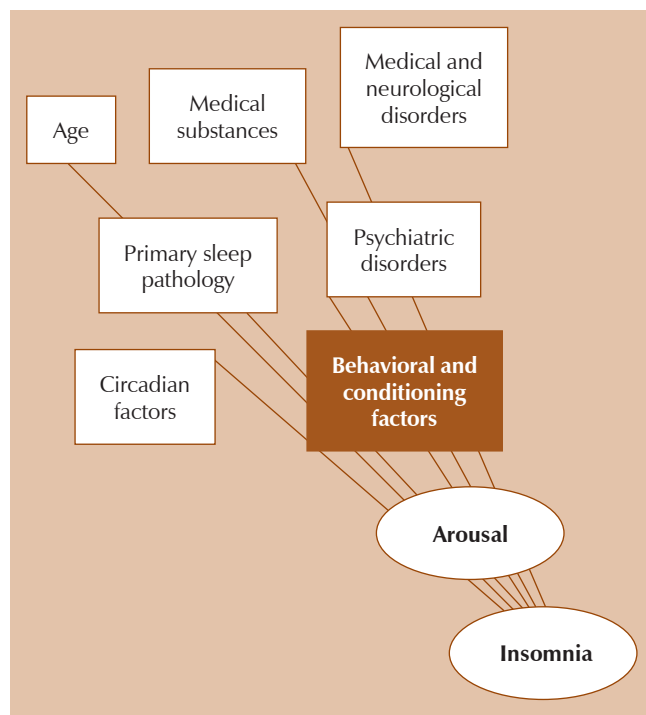 Medical and
neurological
disorders
Medical
substances
Age
Psychiatric
disorders
Primary sleep
pathology
Behavioral and
conditioning
factors
Circadian
factors
Arousal
Insomnia